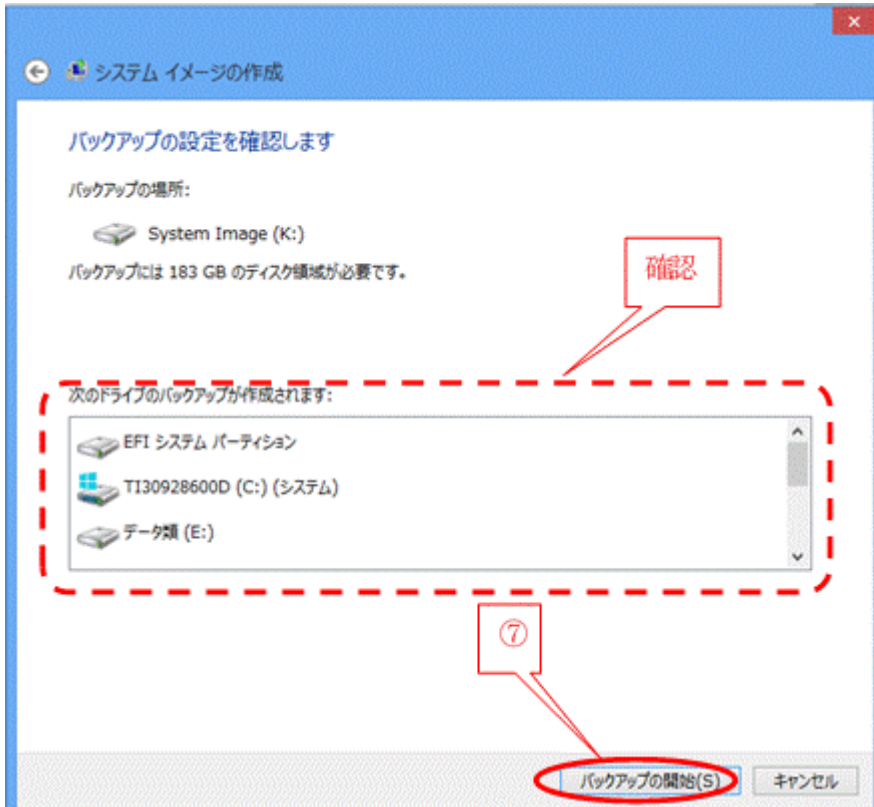 システム イメージの作成
バックアップの設定を確認します
バックアップの場所:
System Image (K:)
バックアップには 183 GB のディスク領域が必要です。
確認
次のドライブのバックアップが作成されます:
EFI システム パーティション
TI30928600D (C:) (システム)
データ類 (E:)
⑦
バックアップの開始(S)
キャンセル